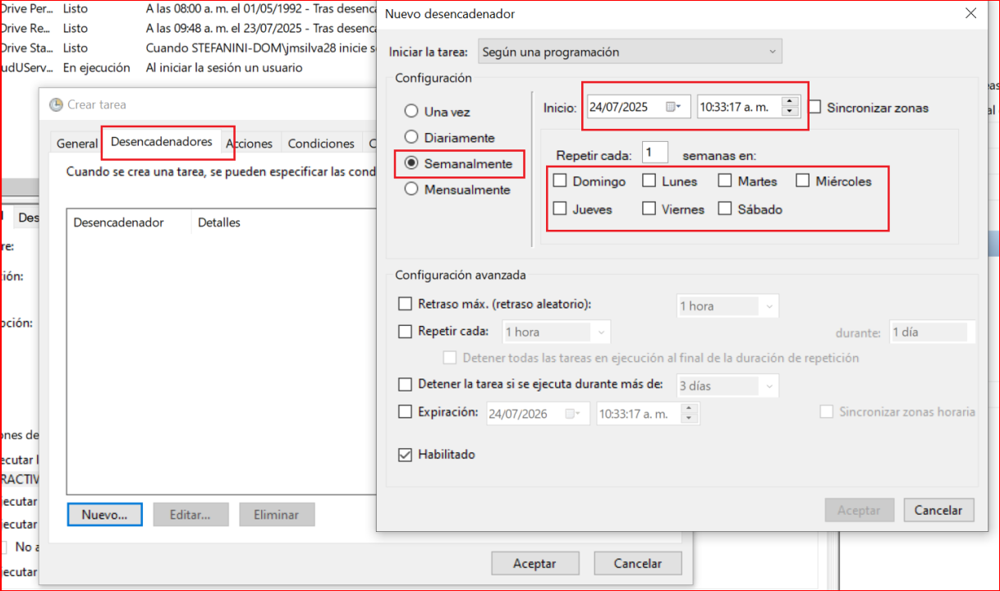 Drive Per... Listo A las 08:00 a. m. el 01/05/1992 - Tras desenca
Drive Re... Listo A las 09:48 a. m. el 23/07/2025 - Tras desenca
Drive Sta... Listo Cuando STEFANINI-DOM\jmsilva28 inicie s
udUServ... En ejecución Al iniciar la sesión un usuario
Crear tarea
General Desencadenadores Acciones Condiciones C
Cuando se crea una tarea, se pueden especificar las cond
Desencadenador Detalles
Nuevo... Editar... Eliminar
Aceptar Cancelar
Des
re:
ión:
oción:
ones de
ecutar l
RACTIV
ecutar
ecutar
No a
ecutar
Nuevo desencadenador
Iniciar la tarea: Según una programación
Configuración
Una vez
Diariamente
Semanalmente
Mensualmente
Inicio: 24/07/2025 10:33:17 a. m. Sincronizar zonas
Repetir cada: 1 semanas en:
Domingo Lunes Martes Miércoles
Jueves Viernes Sábado
Configuración avanzada
Retraso máx. (retraso aleatorio): 1 hora
Repetir cada: 1 hora durante: 1 día
Detener todas las tareas en ejecución al final de la duración de repetición
Detener la tarea si se ejecuta durante más de: 3 días
Expiración: 24/07/2026 10:33:17 a. m. Sincronizar zonas horaria
Habilitado
Aceptar Cancelar
eas
al